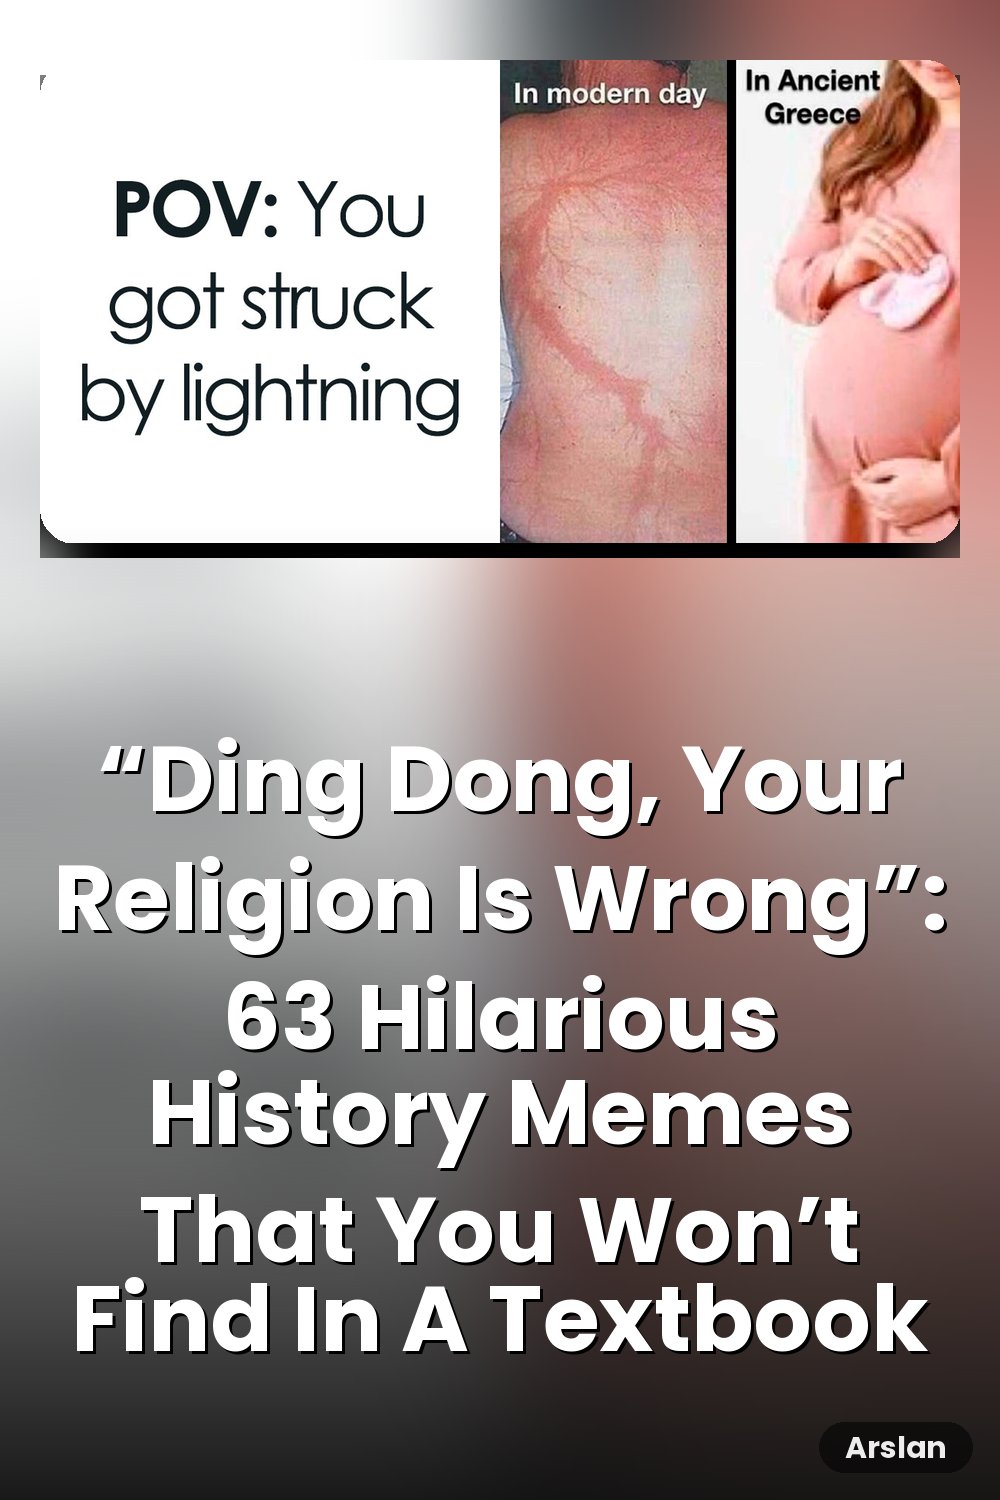 POV: You
got struck
by lightning
In modern day
In Ancient
Greece
“Ding Dong, Your
Religion Is Wrong”:
63 Hilarious
History Memes
That You Won’t
Find In A Textbook
Arslan